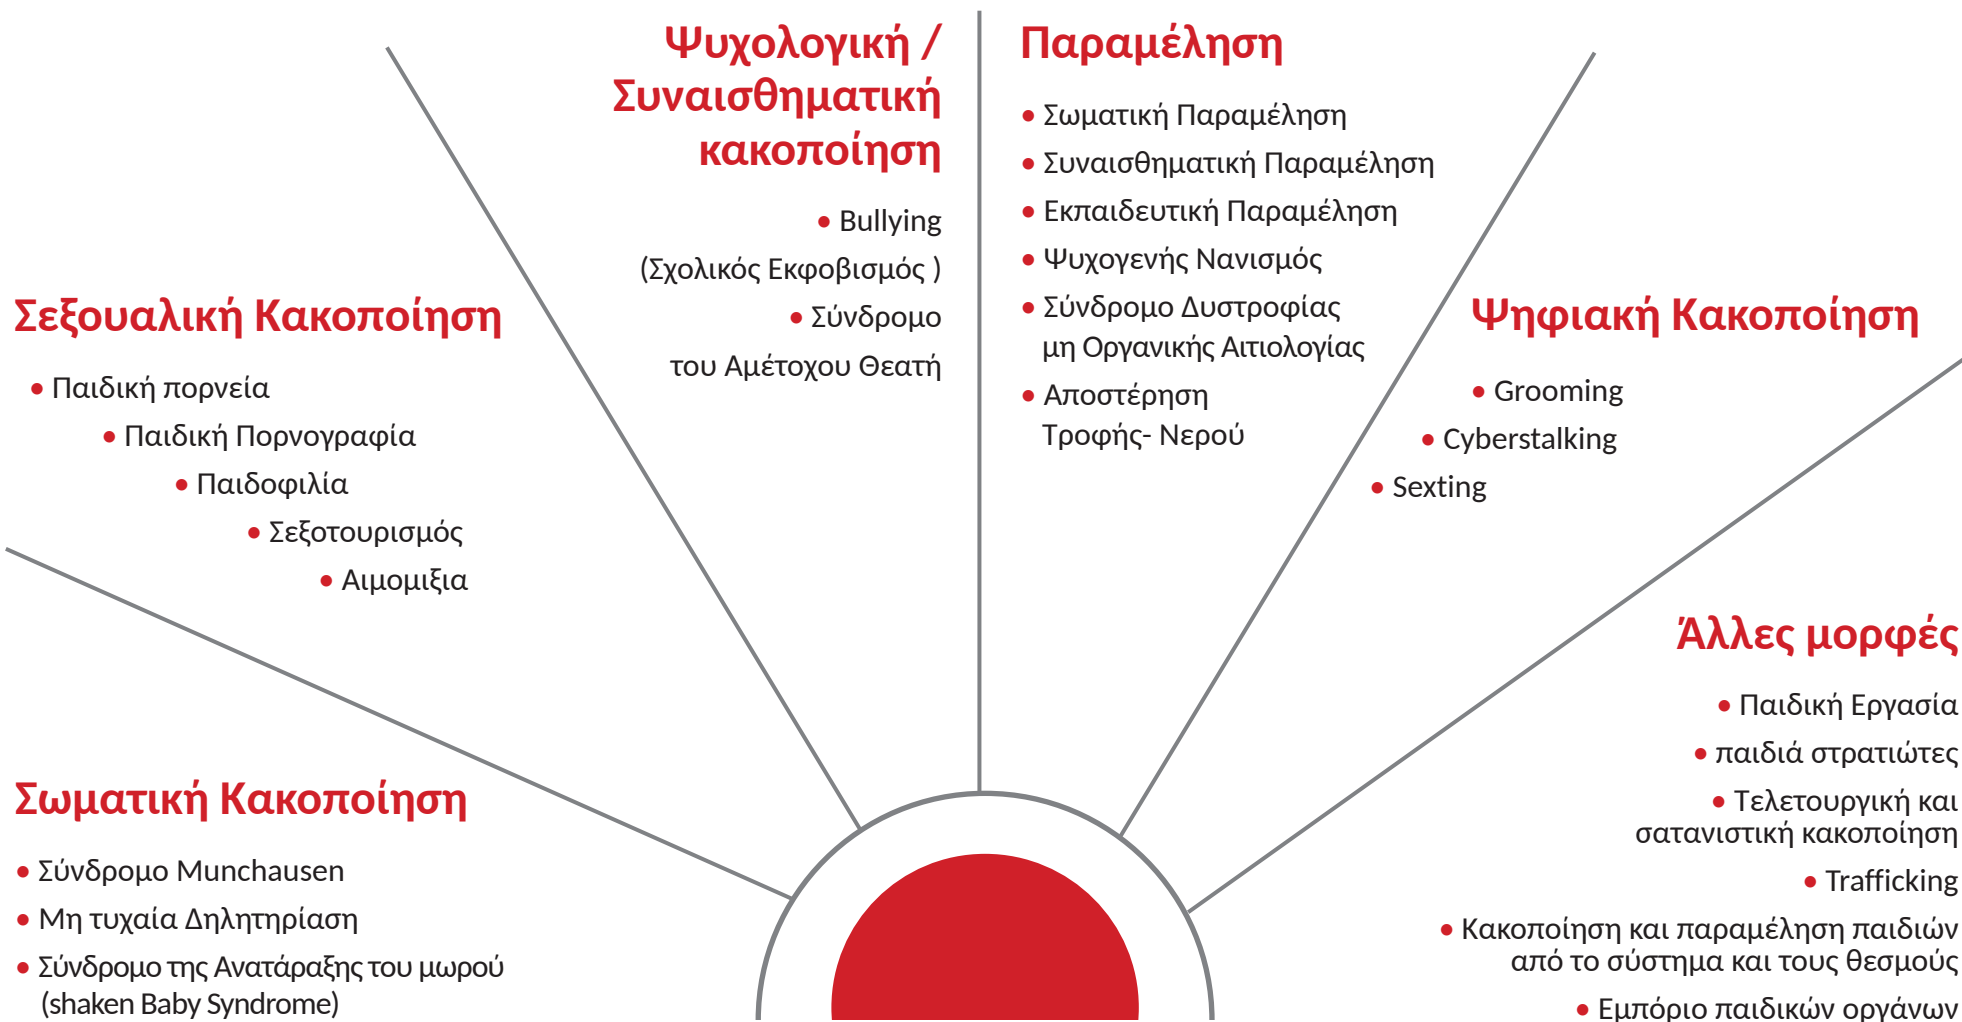 Ψυχολογική /
Συναισθηματική
κακοποίηση
• Bullying
(Σχολικός Εκφοβισμός )
• Σύνδρομο
του Αμέτοχου Θεατή
Παραμέληση
• Σωματική Παραμέληση
• Συναισθηματική Παραμέληση
• Εκπαιδευτική Παραμέληση
• Ψυχογενής Νανισμός
• Σύνδρομο Δυστροφίας
μη Οργανικής Αιτιολογίας
• Αποστέρηση
Τροφής- Νερού
Σεξουαλική Κακοποίηση
• Παιδική πορνεία
• Παιδική Πορνογραφία
• Παιδοφιλία
• Σεξοτουρισμός
• Αιμομιξια
Ψηφιακή Κακοποίηση
• Grooming
• Cyberstalking
• Sexting
Σωματική Κακοποίηση
• Σύνδρομο Munchausen
• Μη τυχαία Δηλητηρίαση
• Σύνδρομο της Ανατάραξης του μωρού
(shaken Baby Syndrome)
Άλλες μορφές
• Παιδική Εργασία
• παιδιά στρατιώτες
• Τελετουργική και
σατανιστική κακοποίηση
• Trafficking
• Κακοποίηση και παραμέληση παιδιών
από το σύστημα και τους θεσμούς
• Εμπόριο παιδικών οργάνων